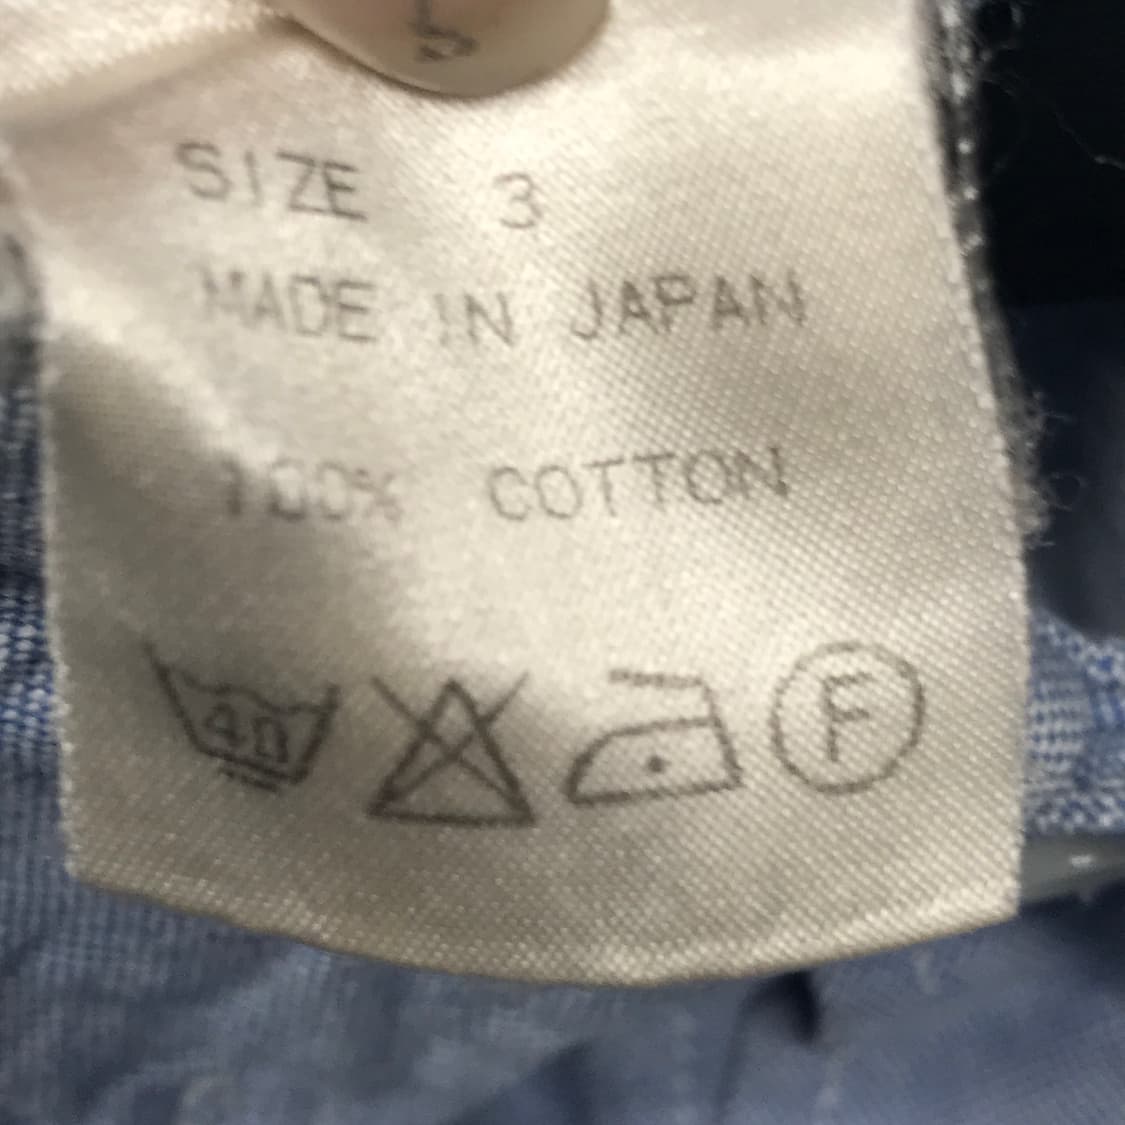 SIZE 3
MADE IN JAPAN
100% COTTON
40 F